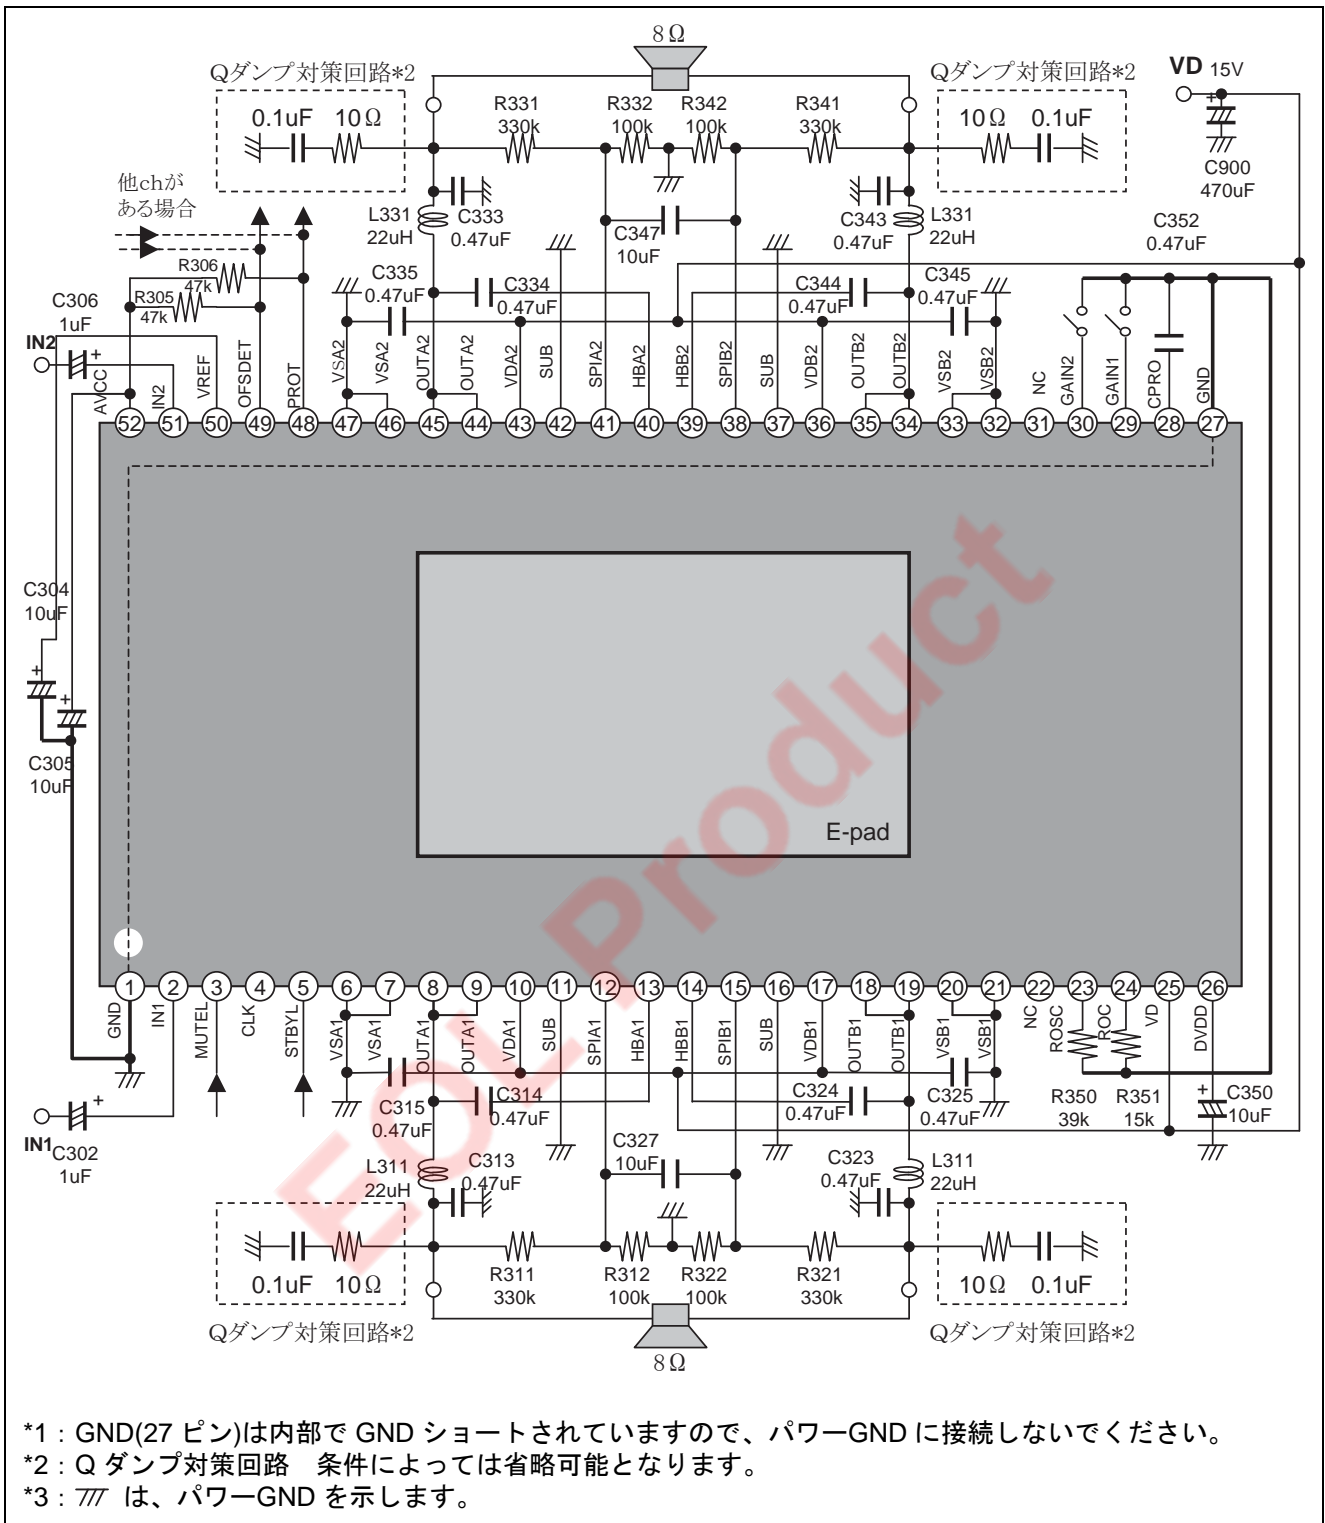 8Ω
Qダンプ対策回路*2
Qダンプ対策回路*2
VD 15V
0.1uF 10Ω
R331
330k
R332
100k
R342
100k
R341
330k
10Ω 0.1uF
C900
470uF
他chが
ある場合
L331
22uH
C333
0.47uF
C347
10uF
C343
0.47uF
L331
22uH
C352
0.47uF
R306
47k
R305
47k
C335
0.47uF
C334
0.47uF
C344
0.47uF
C345
0.47uF
C306
1uF
IN2
AVCC
IN2
VREF
OFSDET
PROT
VSA2
VSA2
OUTA2
OUTA2
VDA2
SUB
SPIA2
HBA2
HBB2
SPIB2
SUB
VDB2
OUTB2
OUTB2
VSB2
VSB2
NC
GAIN2
GAIN1
CPRO
GND
52 51 50 49 48 47 46 45 44 43 42 41 40 39 38 37 36 35 34 33 32 31 30 29 28 27
C304
10uF
C305
10uF
E-pad
EOL Product
1 2 3 4 5 6 7 8 9 10 11 12 13 14 15 16 17 18 19 20 21 22 23 24 25 26
GND
IN1
MUTEL
CLK
STBYL
VSA1
VSA1
OUTA1
OUTA1
VDA1
SUB
SPIA1
HBA1
HBB1
SPIB1
SUB
VDB1
OUTB1
OUTB1
VSB1
VSB1
NC
ROSC
ROC
VD
DVDD
IN1
C302
1uF
C315
0.47uF
C314
0.47uF
C324
0.47uF
C325
0.47uF
R350
39k
R351
15k
C350
10uF
L311
22uH
C313
0.47uF
C327
10uF
C323
0.47uF
L311
22uH
0.1uF 10Ω
R311
330k
R312
100k
R322
100k
R321
330k
10Ω 0.1uF
Qダンプ対策回路*2
Qダンプ対策回路*2
8Ω
*1 : GND(27 ピン)は内部で GND ショートされていますので、パワーGND に接続しないでください。
*2 : Q ダンプ対策回路　条件によっては省略可能となります。
*3 : は、パワーGND を示します。